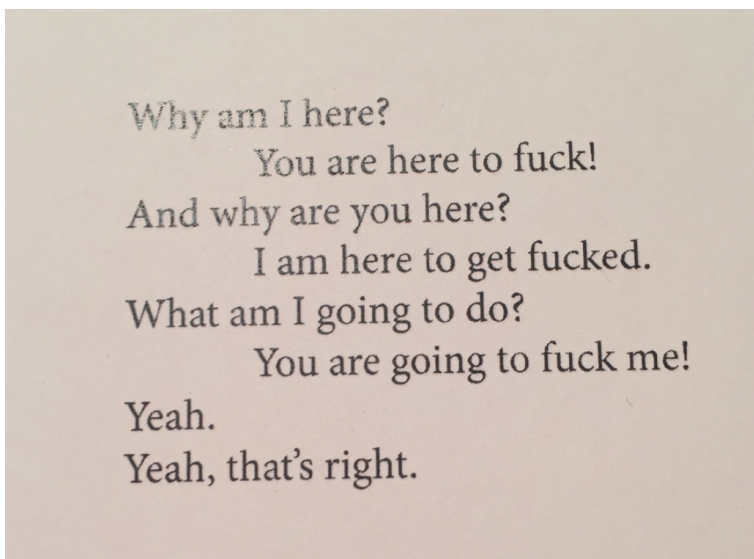 Why am I here?
You are here to fuck!
And why are you here?
I am here to get fucked.
What am I going to do?
You are going to fuck me!
Yeah.
Yeah, that’s right.